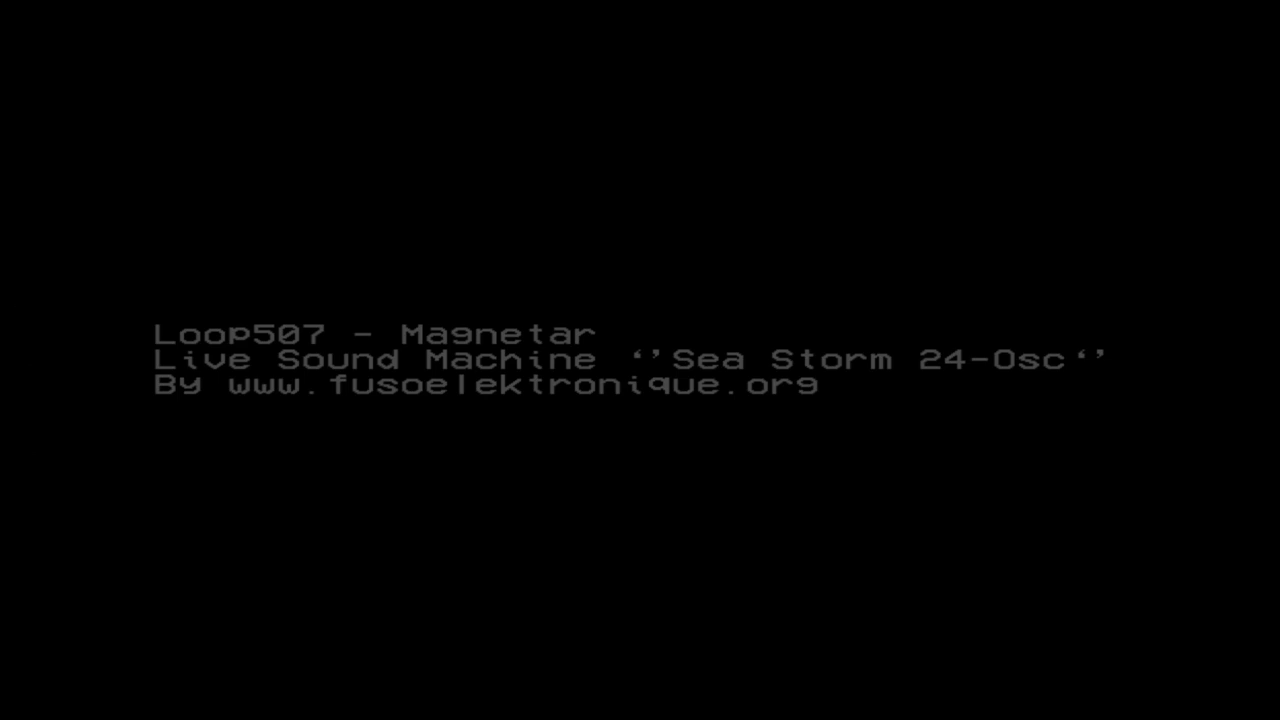 Loop507 - Magnetar
Live Sound Machine ‘’Sea Storm 24-Osc‘’
By www.fusoelektronique.org